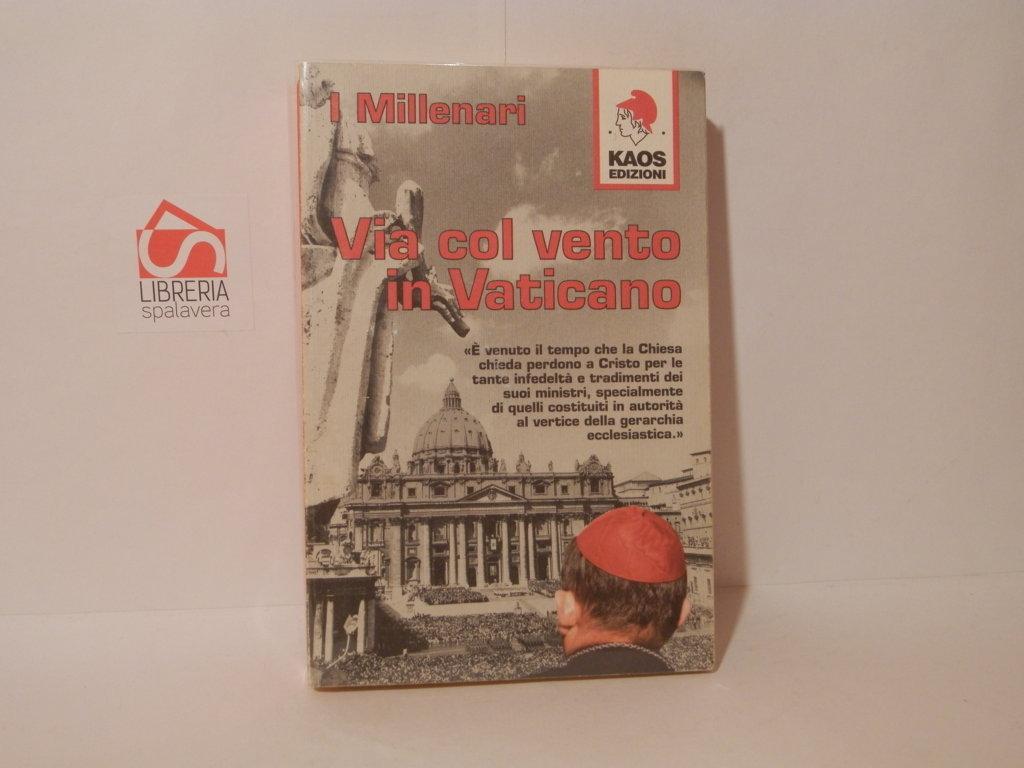 I Millenari
KAOS
EDIZIONI
Via col vento
in Vaticano
«È venuto il tempo che la Chiesa
chieda perdono a Cristo per le
tante infedeltà e tradimenti dei
suoi ministri, specialmente
di quelli costituiti in autorità
al vertice della gerarchia
ecclesiastica.»
LIBRERIA
spalavera